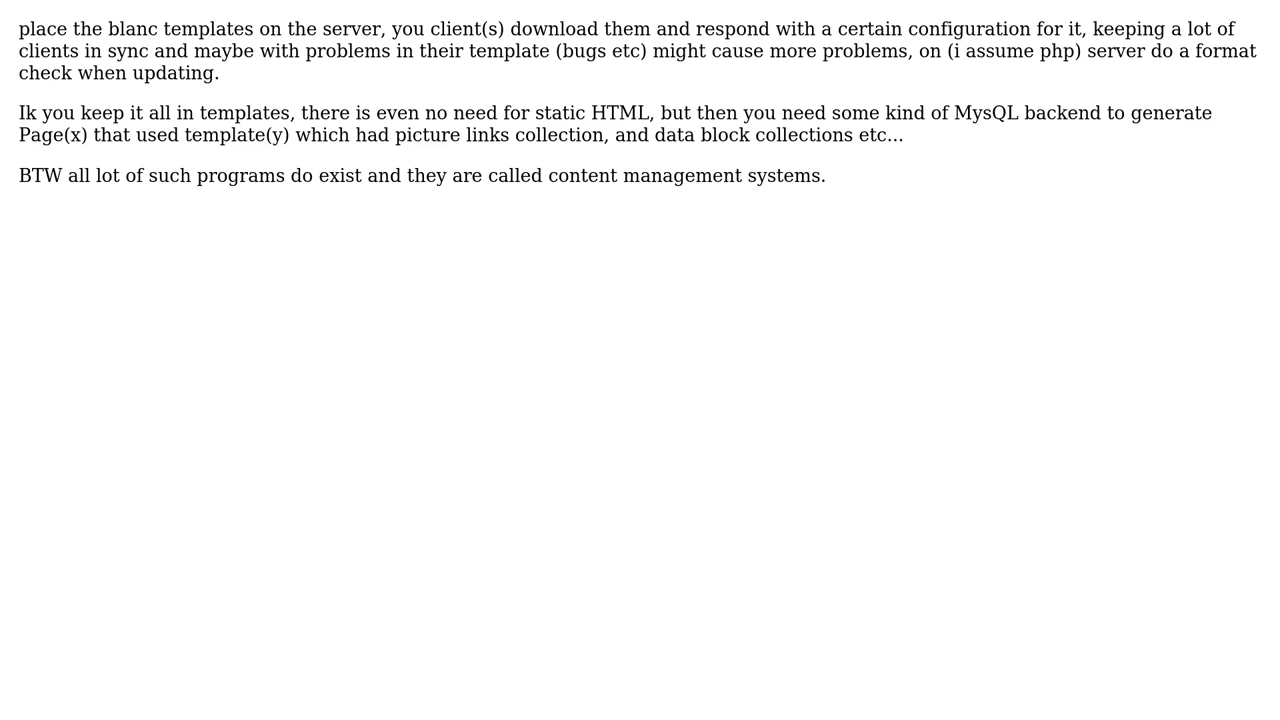 place the blanc templates on the server, you client(s) download them and respond with a certain configuration for it, keeping a lot of
clients in sync and maybe with problems in their template (bugs etc) might cause more problems, on (i assume php) server do a format
check when updating.
Ik you keep it all in templates, there is even no need for static HTML, but then you need some kind of MysQL backend to generate
Page(x) that used template(y) which had picture links collection, and data block collections etc...
BTW all lot of such programs do exist and they are called content management systems.